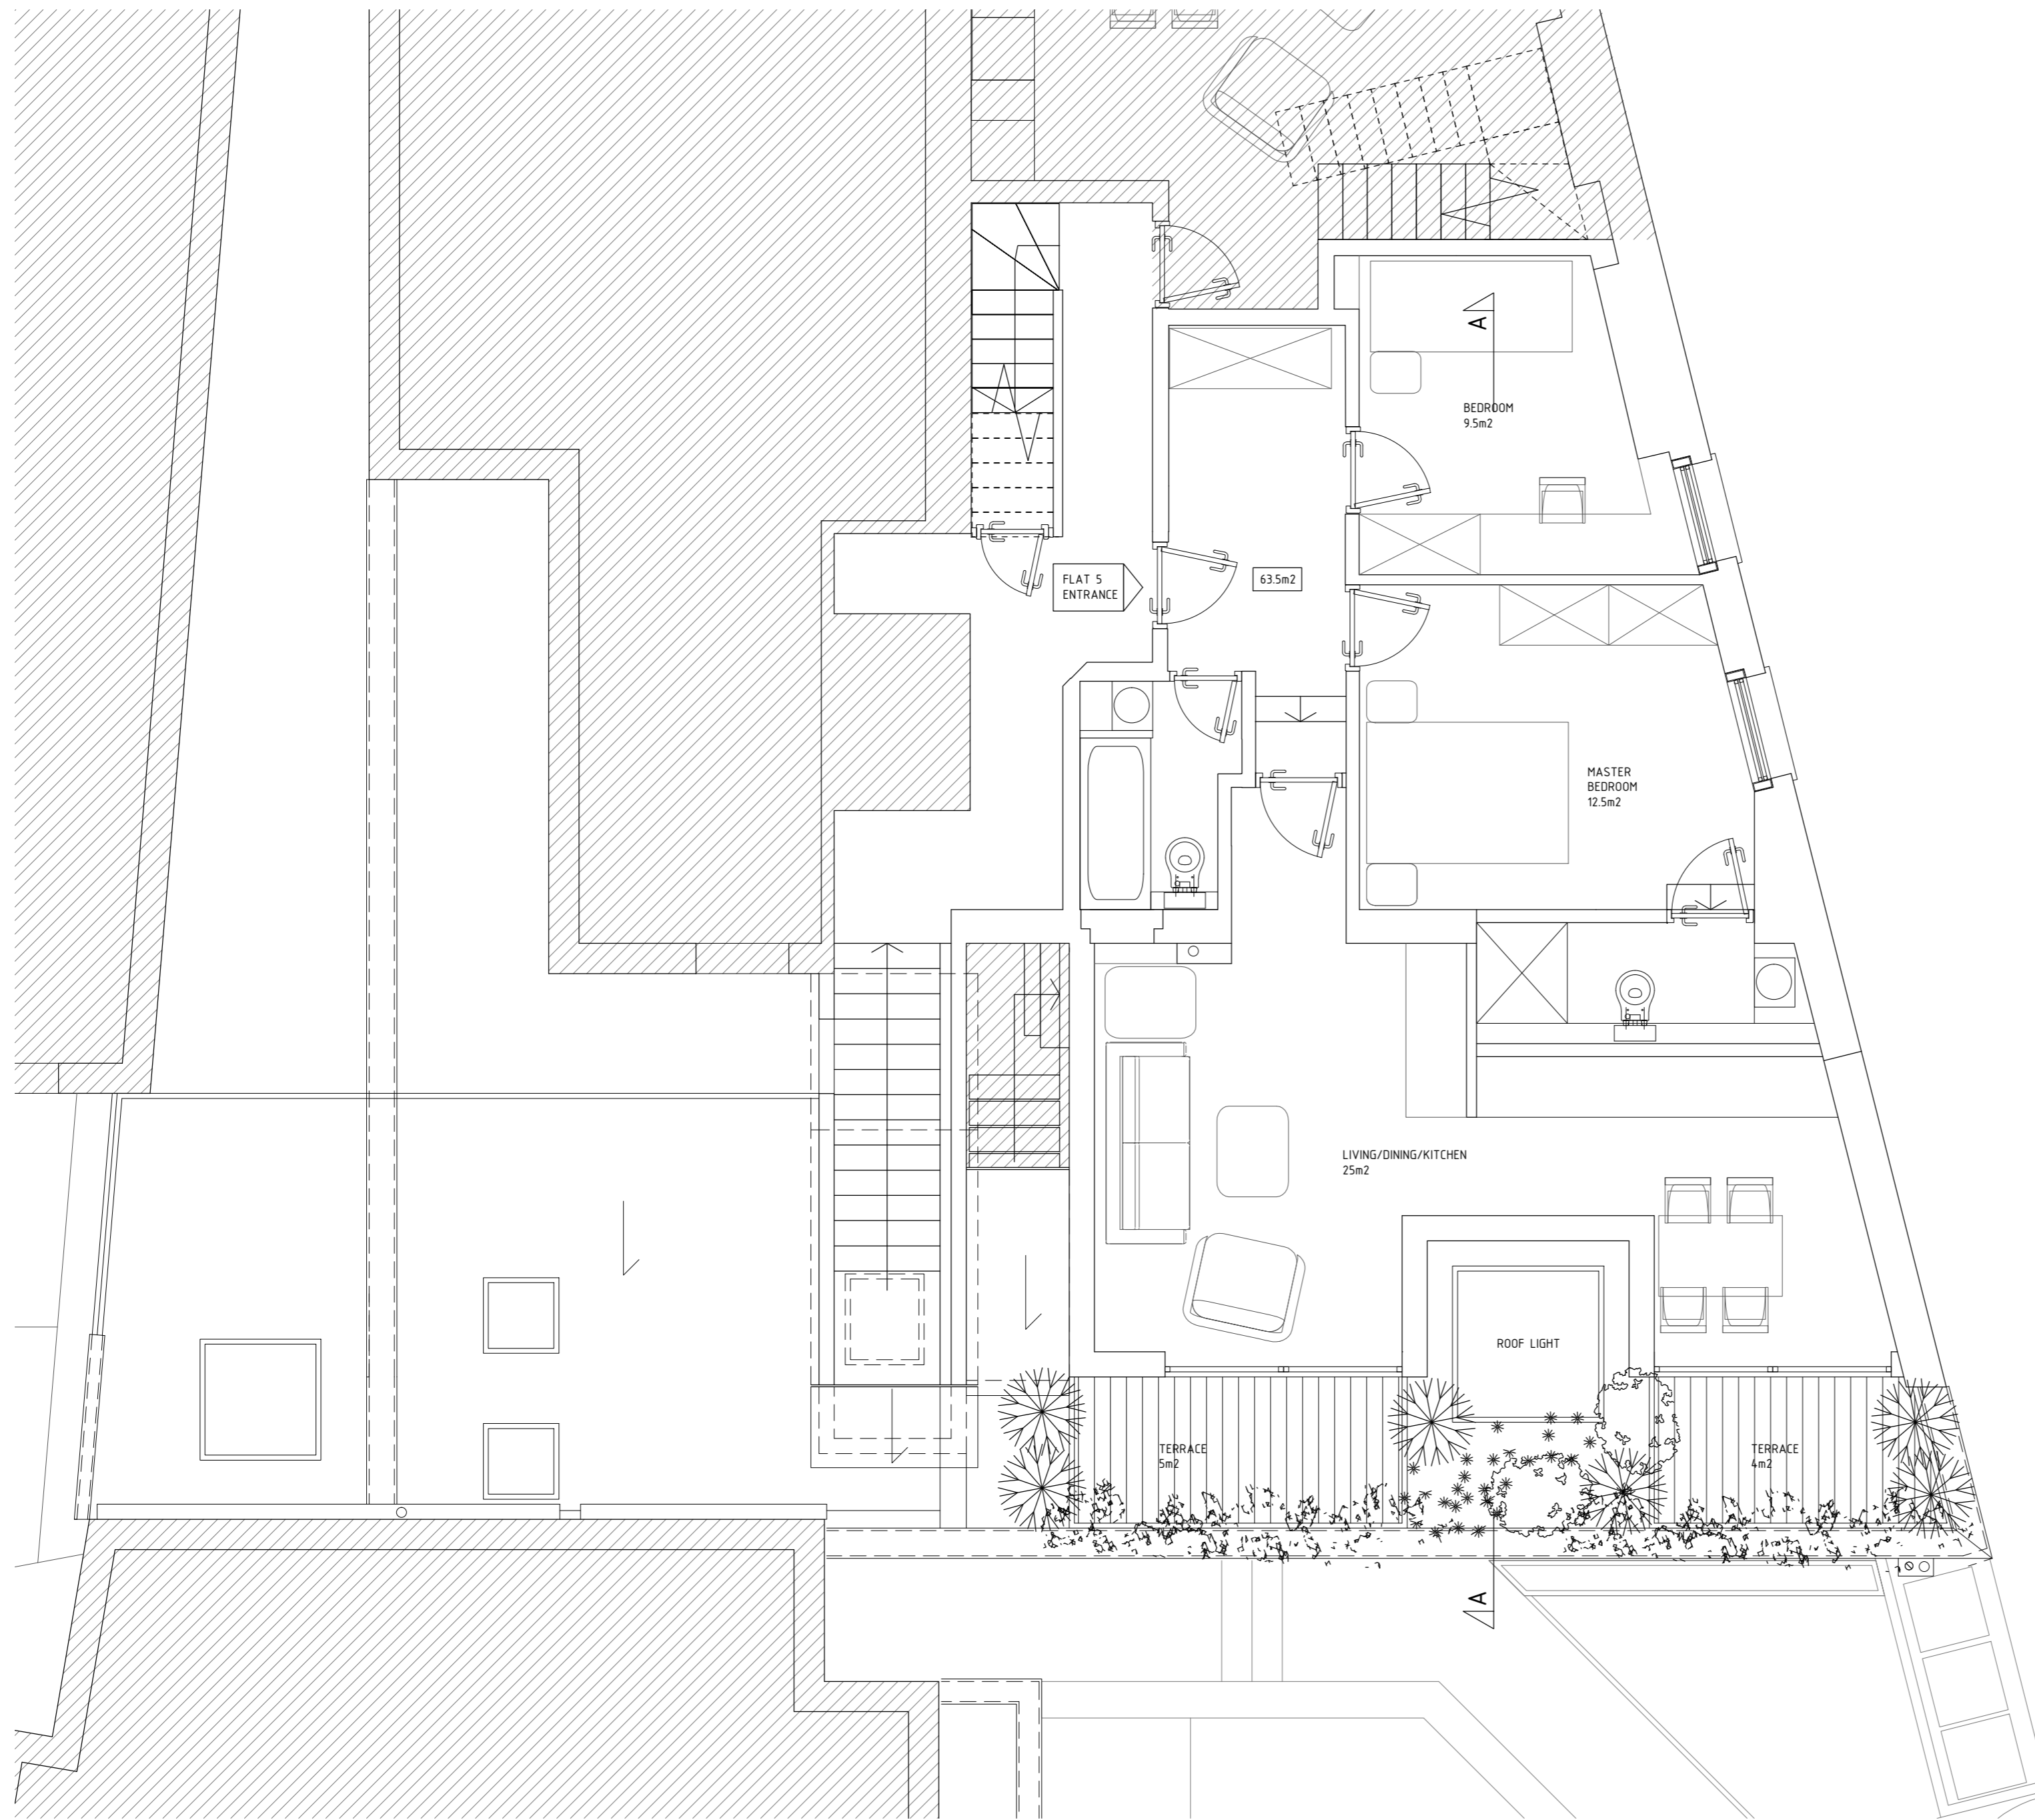 A
BEDROOM
9.5m2
FLAT 5
ENTRANCE
63.5m2
MASTER
BEDROOM
12.5m2
LIVING/DINING/KITCHEN
25m2
ROOF LIGHT
TERRACE
5m2
TERRACE
4m2
A